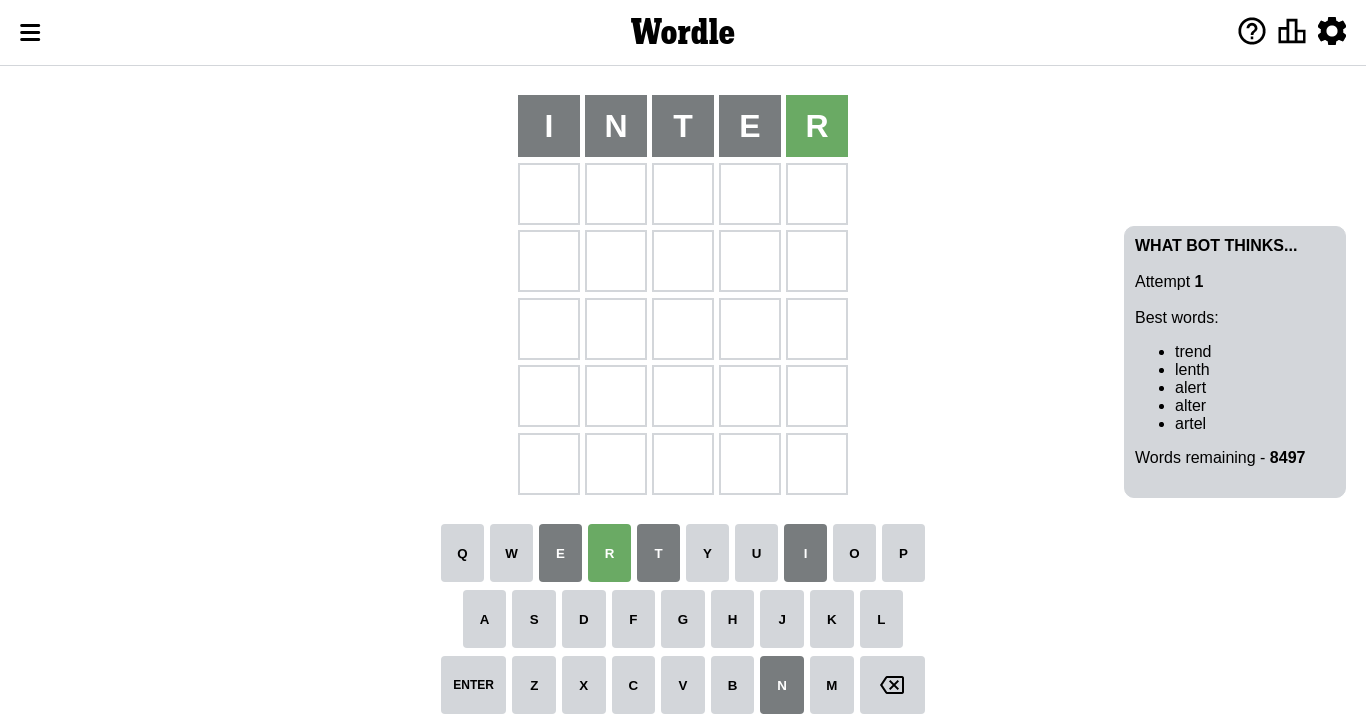 Wordle
I N T E R
WHAT BOT THINKS...
Attempt 1
Best words:
trend
lenth
alert
alter
artel
Words remaining - 8497
Q W E R T Y U I O P
A S D F G H J K L
ENTER Z X C V B N M